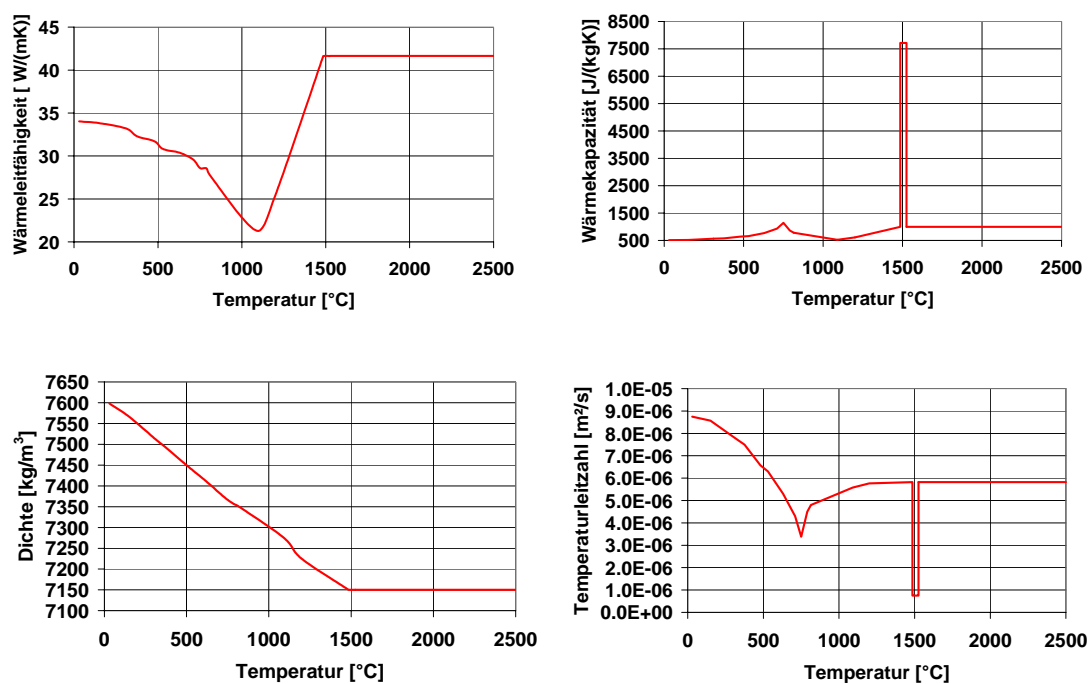 Wärmeleitfähigkeit [ W/(mK)]
45
40
35
30
25
20
0 500 1000 1500 2000 2500
Temperatur [°C]
Wärmekapazität [J/(kgK]
8500
7500
6500
5500
4500
3500
2500
1500
500
0 500 1000 1500 2000 2500
Temperatur [°C]
Dichte [kg/m³]
7650
7600
7550
7500
7450
7400
7350
7300
7250
7200
7150
7100
0 500 1000 1500 2000 2500
Temperatur [°C]
Temperaturleitzahl [m²/s]
1.0E-05
9.0E-06
8.0E-06
7.0E-06
6.0E-06
5.0E-06
4.0E-06
3.0E-06
2.0E-06
1.0E-06
0.0E+00
0 500 1000 1500 2000 2500
Temperatur [°C]